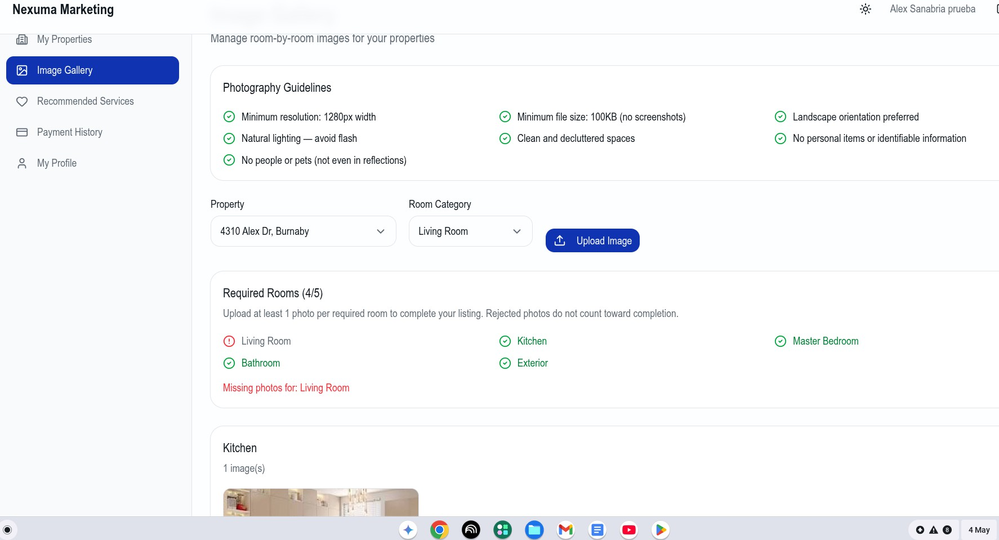 Nexuma Marketing
Alex Sanabria prueba
My Properties
Image Gallery
Recommended Services
Payment History
My Profile
Image Gallery
Manage room-by-room images for your properties
Photography Guidelines
Minimum resolution: 1280px width
Minimum file size: 100KB (no screenshots)
Landscape orientation preferred
Natural lighting — avoid flash
Clean and decluttered spaces
No personal items or identifiable information
No people or pets (not even in reflections)
Property
Room Category
4310 Alex Dr, Burnaby
Living Room
Upload Image
Required Rooms (4/5)
Upload at least 1 photo per required room to complete your listing. Rejected photos do not count toward completion.
Living Room
Kitchen
Master Bedroom
Bathroom
Exterior
Missing photos for: Living Room
Kitchen
1 image(s)
8
4 May